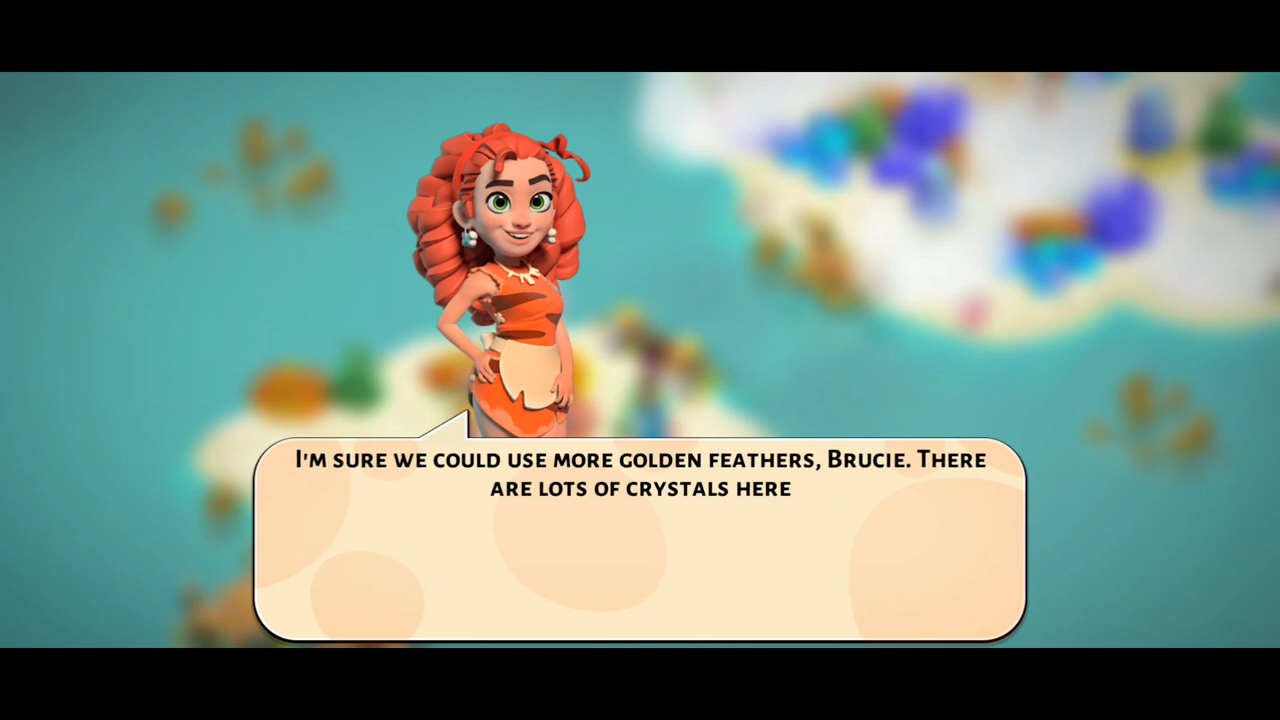 I'm sure we could use more golden feathers, Brucie. There
are lots of crystals here